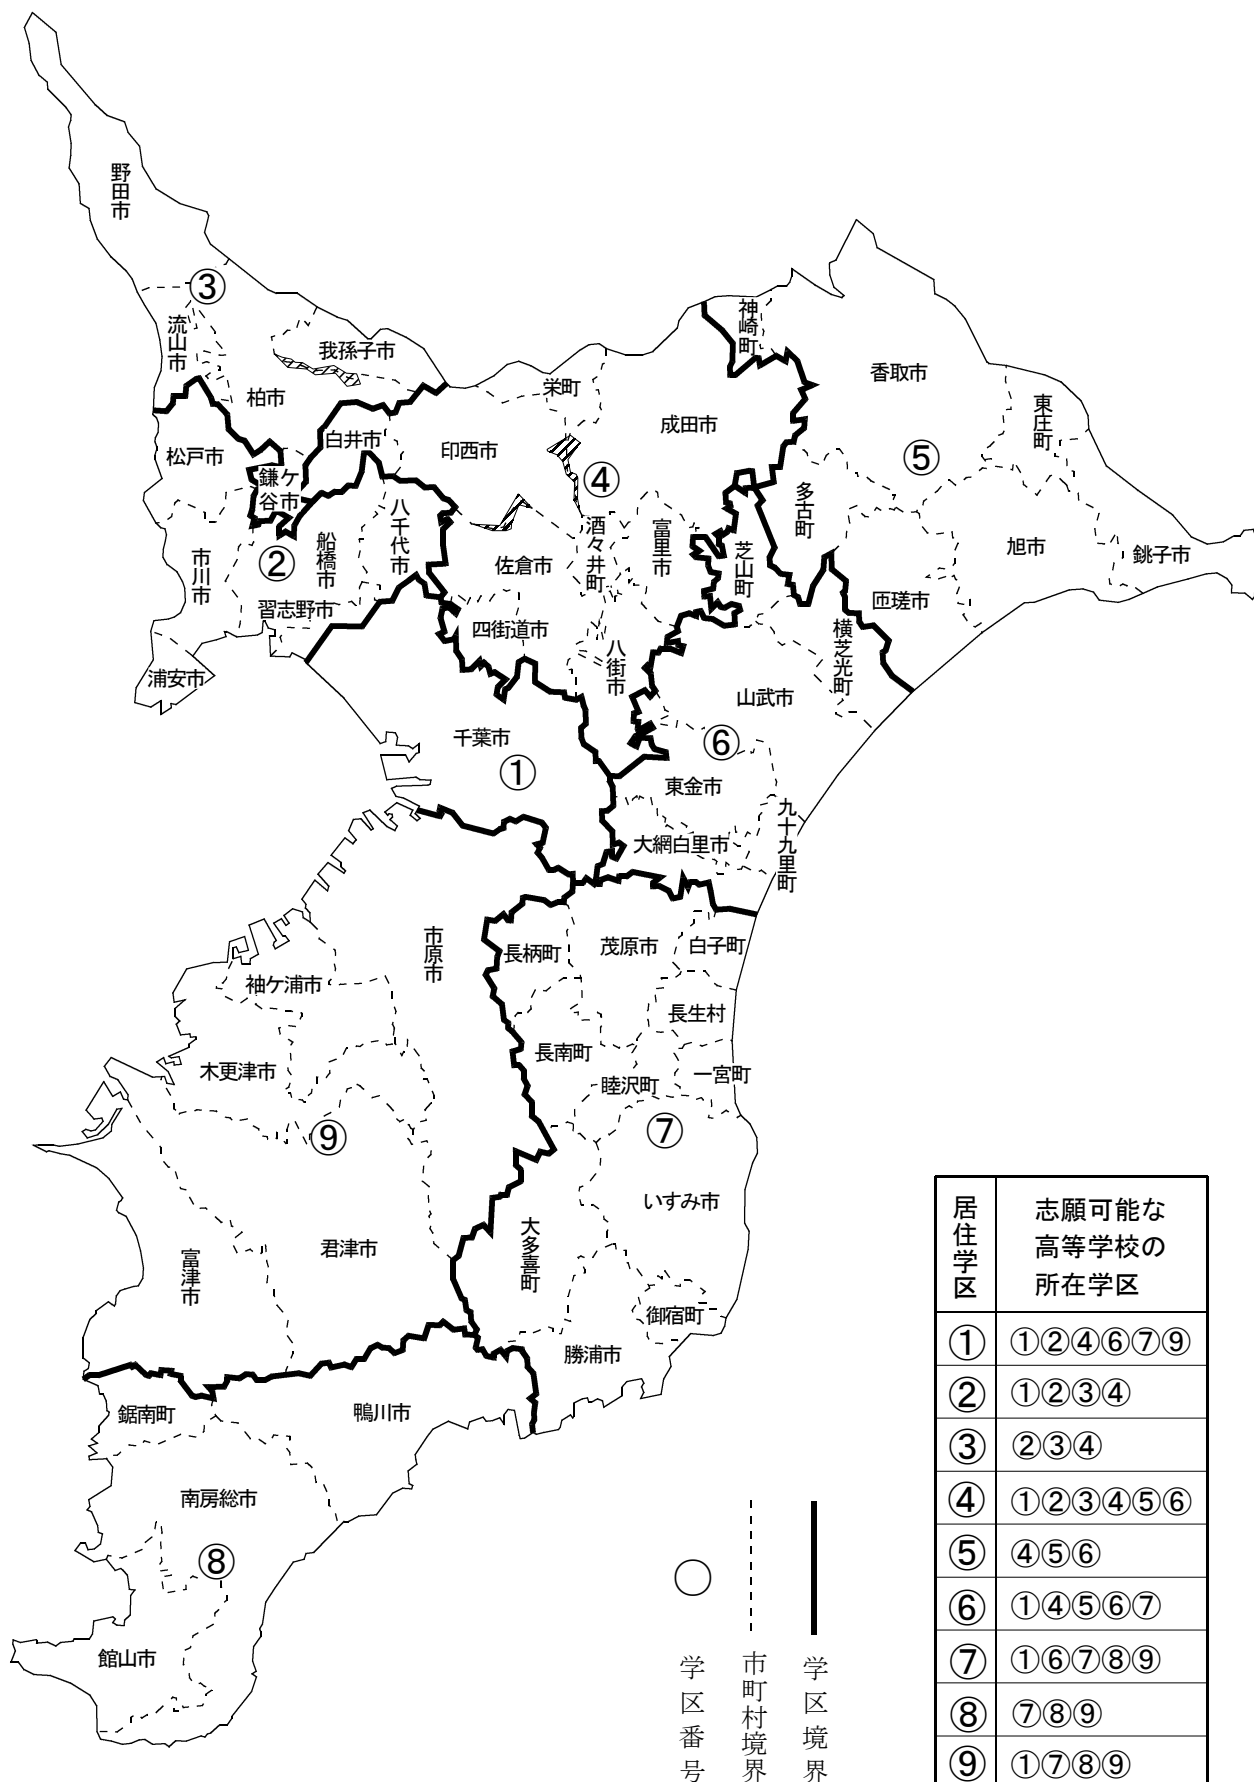 野田市
③
流山市
我孫子市
柏市
松戸市
鎌ケ
谷市
白井市
印西市
栄町
成田市
神崎町
香取市
東庄町
④
⑤
多古町
旭市
銚子市
匝瑳市
市川市
②
船橋市
八千代市
習志野市
浦安市
佐倉市
酒々井町
富里市
芝山町
四街道市
八街市
横芝光町
山武市
千葉市
①
⑥
東金市
九十九里町
大網白里市
市原市
長柄町
茂原市
白子町
袖ケ浦市
長生村
木更津市
長南町
睦沢町
一宮町
⑨
⑦
いすみ市
君津市
富津市
大多喜町
御宿町
勝浦市
鋸南町
鴨川市
南房総市
⑧
館山市
学区番号
市町村境界
学区境界
居住学区
志願可能な
高等学校の
所在学区
① ①②④⑥⑦⑨
② ①②③④
③ ②③④
④ ①②③④⑤⑥
⑤ ④⑤⑥
⑥ ①④⑤⑥⑦
⑦ ①⑥⑦⑧⑨
⑧ ⑦⑧⑨
⑨ ①⑦⑧⑨